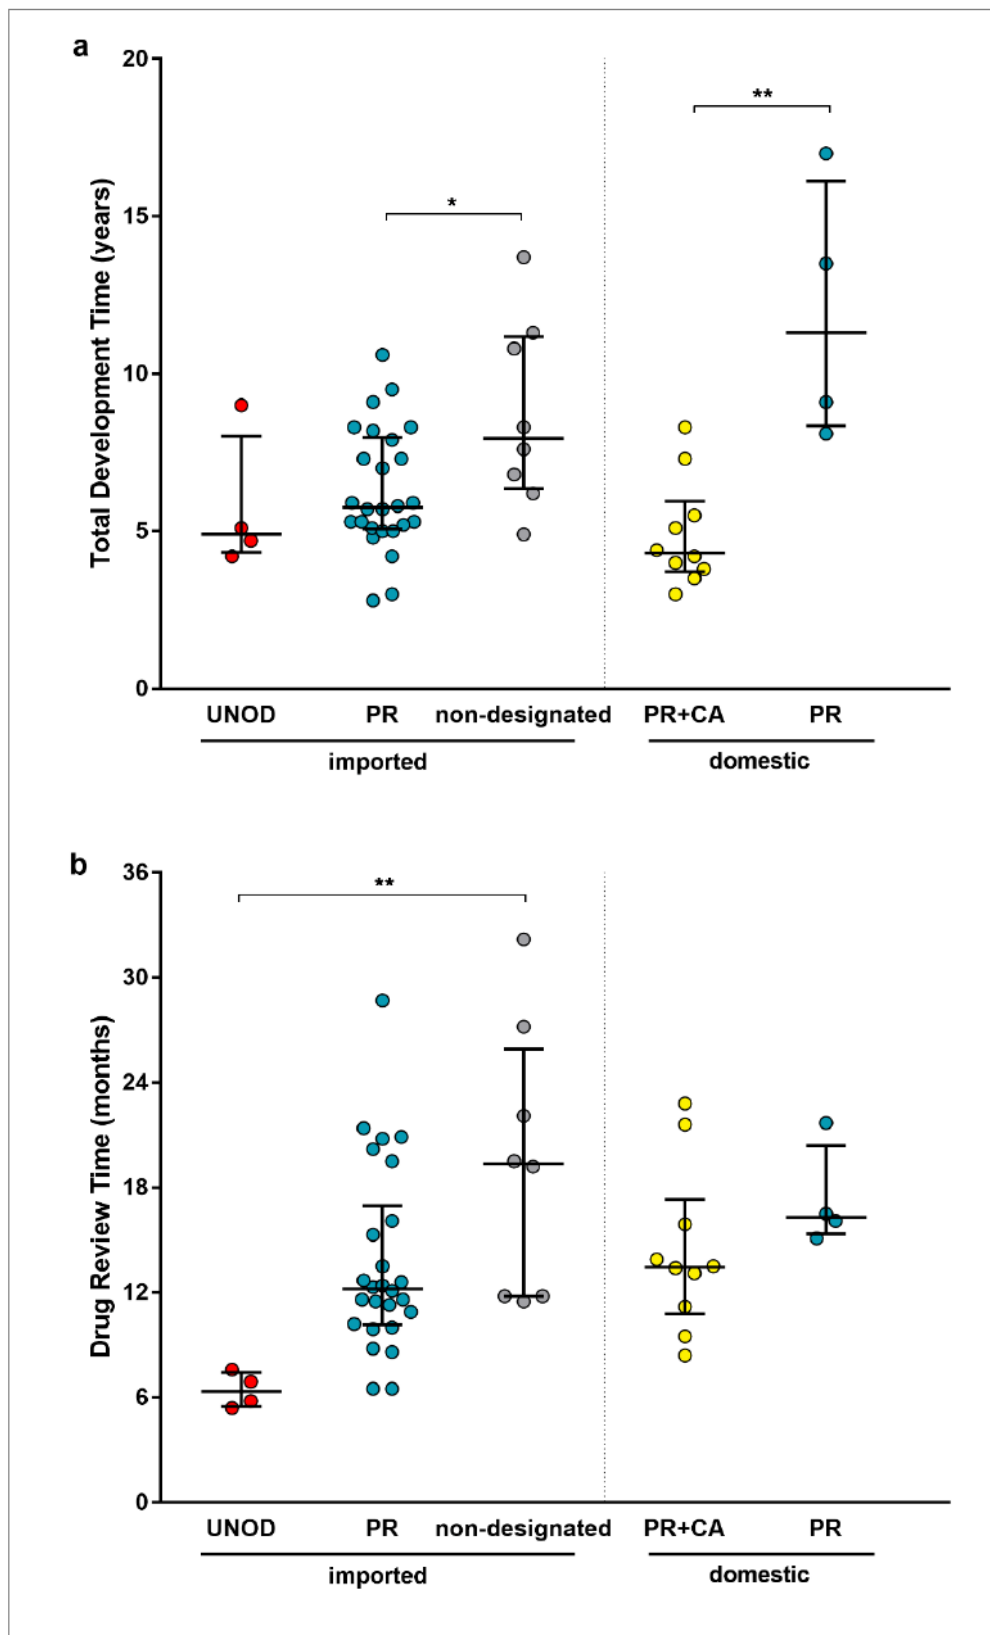 a
20
**
15
*
10
5
0
Total Development Time (years)
UNOD PR non-designated PR+CA PR
imported domestic
b
36
**
30
24
18
12
6
0
Drug Review Time (months)
UNOD PR non-designated PR+CA PR
imported domestic